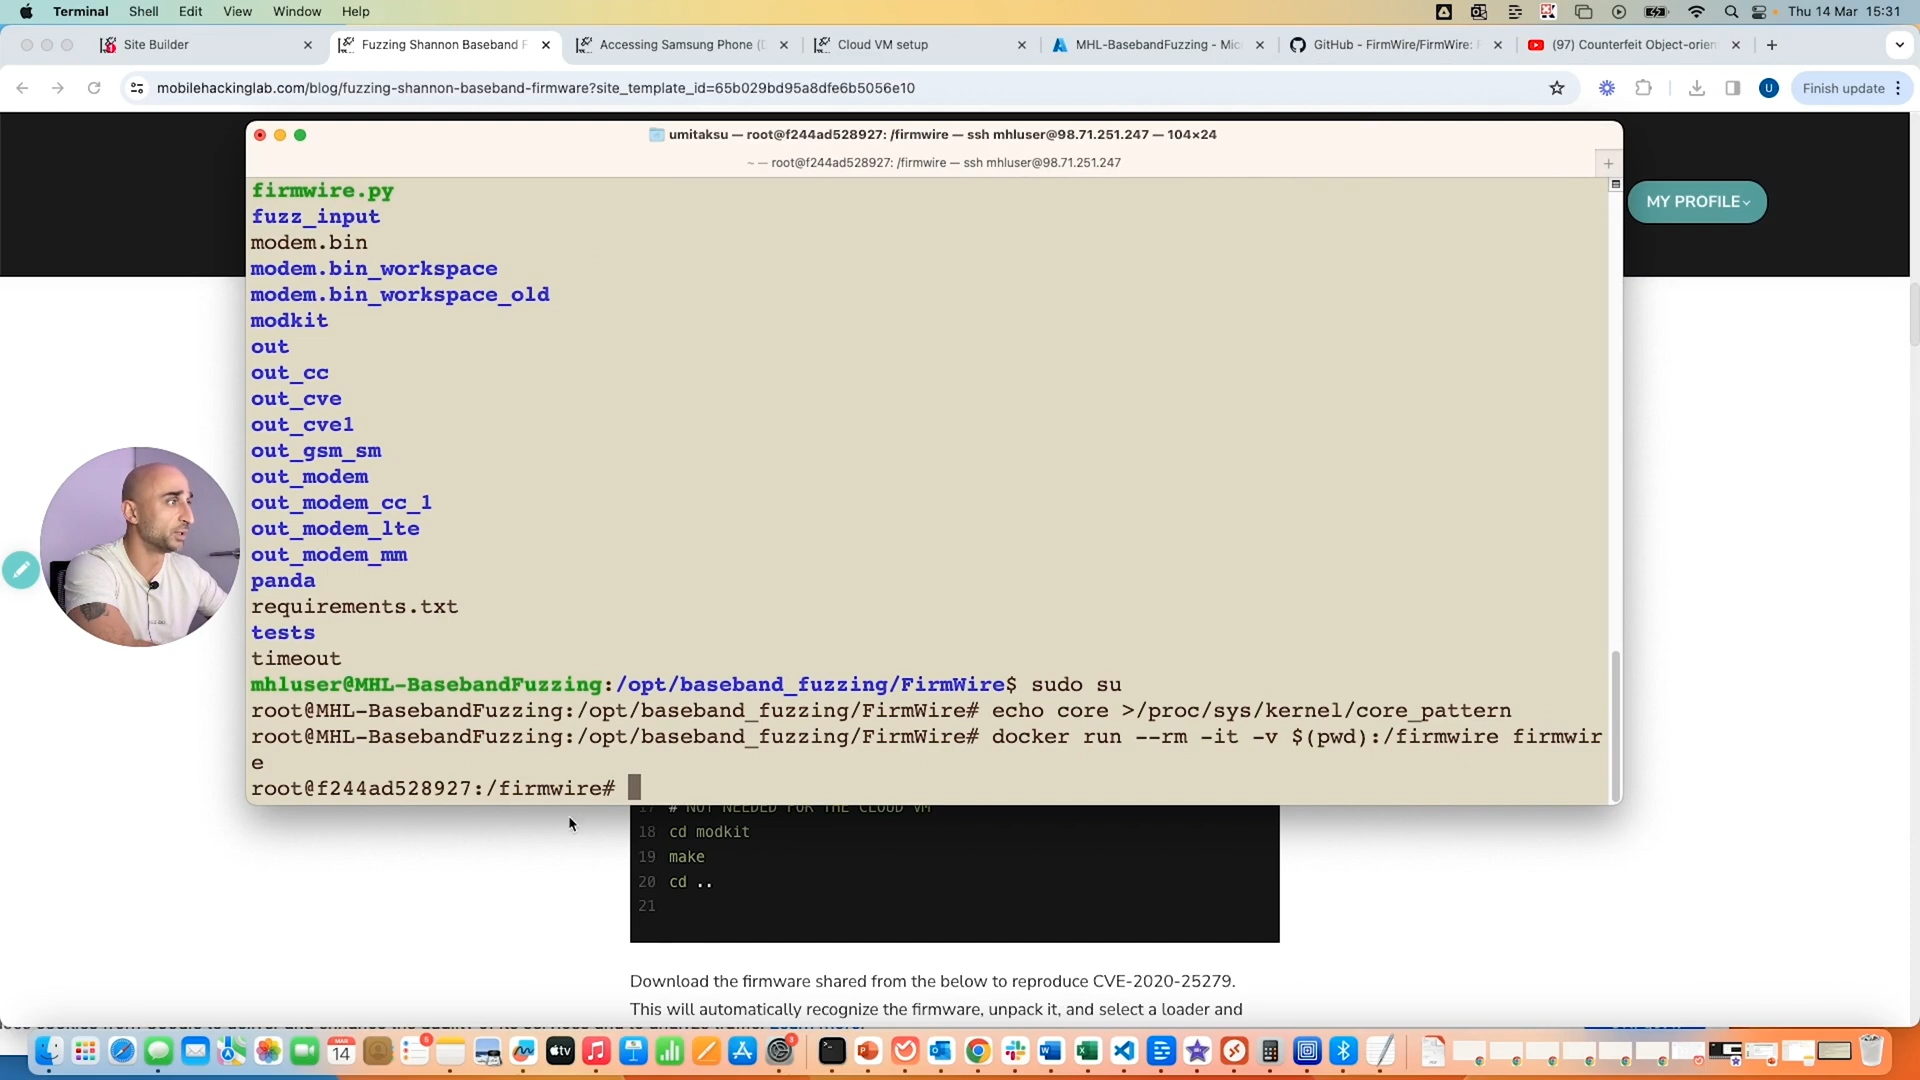 Terminal Shell Edit View Window Help Thu 14 Mar 15:31
Site Builder Fuzzing Shannon Baseband F Accessing Samsung Phone (D Cloud VM setup MHL-BasebandFuzzing - Mic GitHub - FirmWire/FirmWire: F (97) Counterfeit Object-orien
mobilehackinglab.com/blog/fuzzing-shannon-baseband-firmware?site_template_id=65b029bd95a8dfe6b5056e10 U Finish update
umitaksu — root@f244ad528927: /firmwire — ssh mhluser@98.71.251.247 — 104×24
~ — root@f244ad528927: /firmwire — ssh mhluser@98.71.251.247
MY PROFILE
firmwire.py
fuzz_input
modem.bin
modem.bin_workspace
modem.bin_workspace_old
modkit
out
out_cc
out_cve
out_cve1
out_gsm_sm
out_modem
out_modem_cc_1
out_modem_lte
out_modem_mm
panda
requirements.txt
tests
timeout
mhluser@MHL-BasebandFuzzing:/opt/baseband_fuzzing/FirmWire$ sudo su
root@MHL-BasebandFuzzing:/opt/baseband_fuzzing/FirmWire# echo core >/proc/sys/kernel/core_pattern
root@MHL-BasebandFuzzing:/opt/baseband_fuzzing/FirmWire# docker run --rm -it -v $(pwd):/firmwire firmwir
e
root@f244ad528927:/firmwire#
17 # NOT NEEDED FOR THE CLOUD VM
18 cd modkit
19 make
20 cd ..
21
Download the firmware shared from the below to reproduce CVE-2020-25279.
This will automatically recognize the firmware, unpack it, and select a loader and